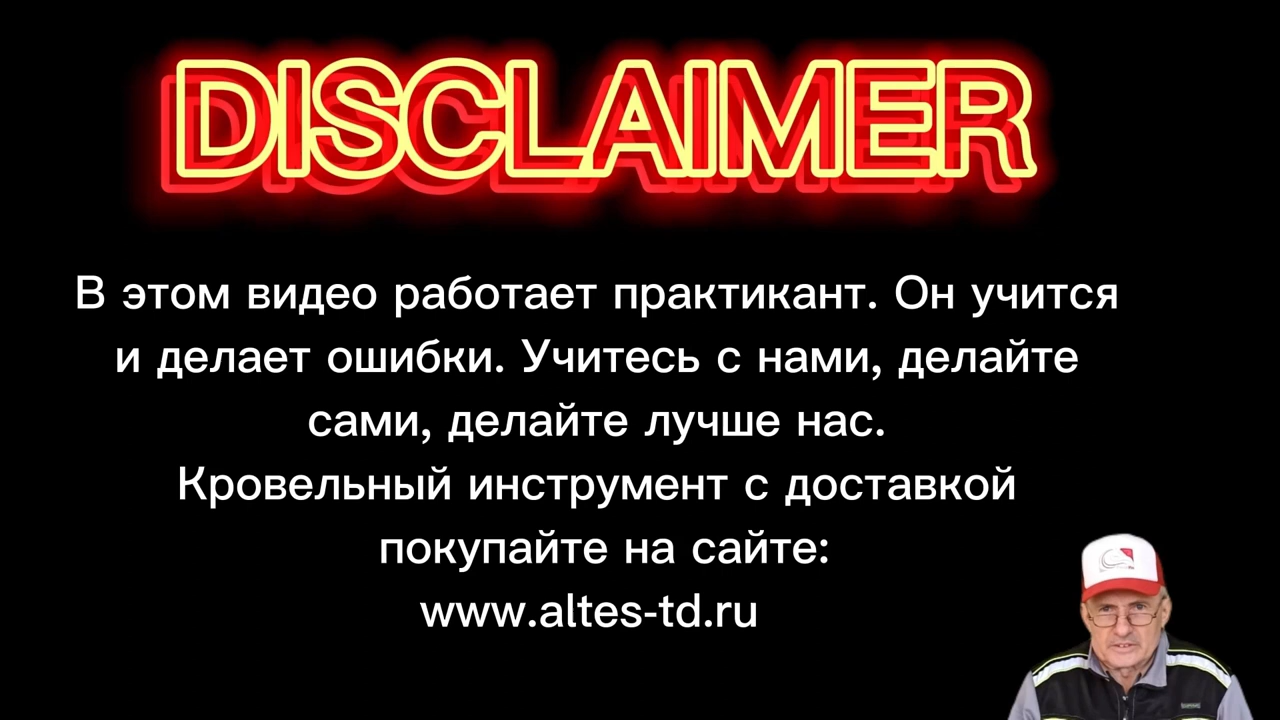 DISCLAIMER
В этом видео работает практикант. Он учится
и делает ошибки. Учитесь с нами, делайте
сами, делайте лучше нас.
Кровельный инструмент с доставкой
покупайте на сайте:
www.altes-td.ru